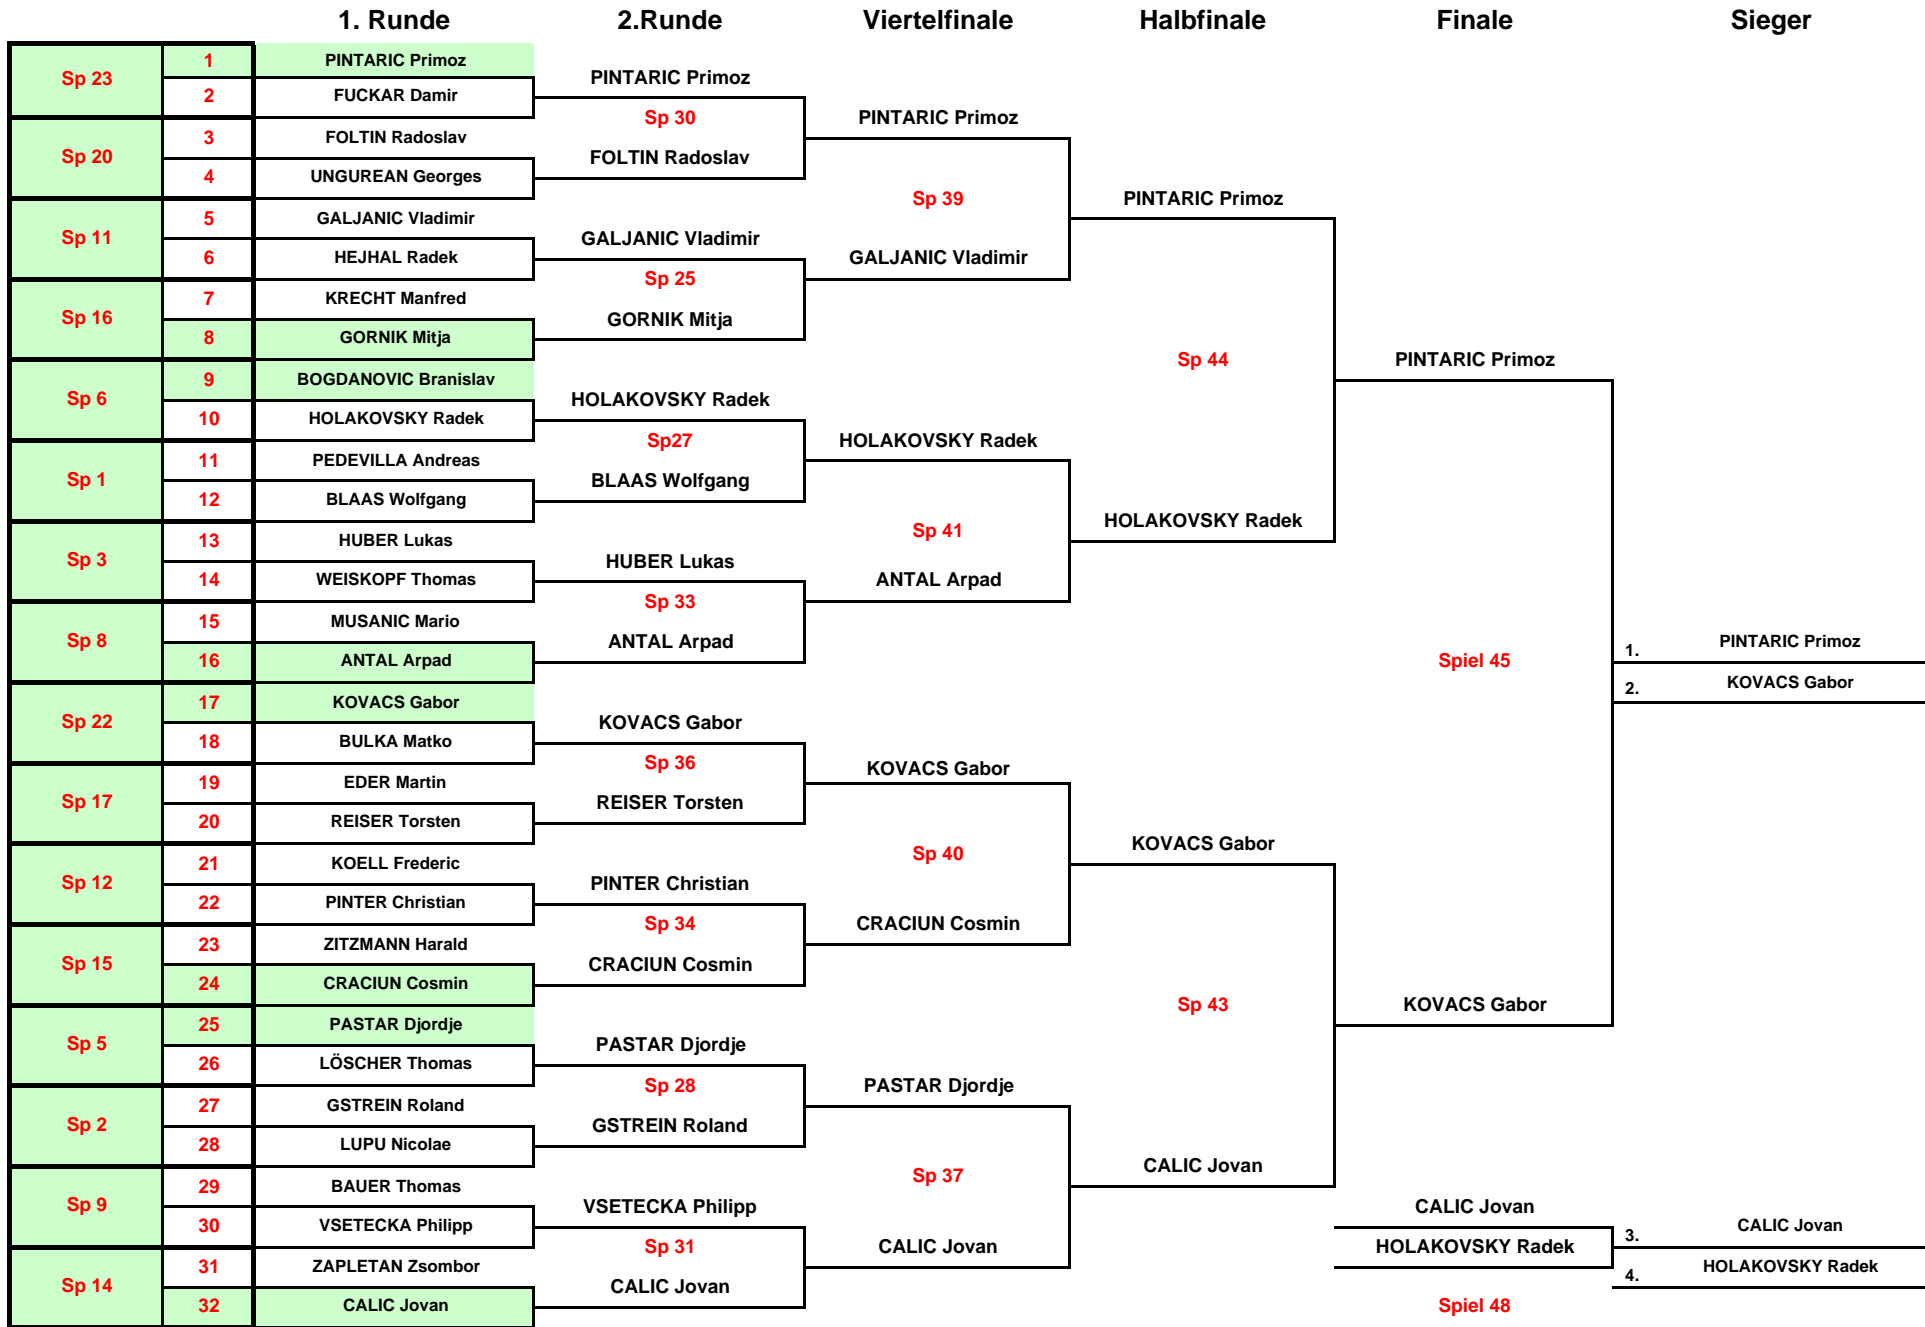 1. Runde 2.Runde Viertelfinale Halbfinale Finale Sieger
Sp 23 1 PINTARIC Primoz
PINTARIC Primoz
2 FUCKAR Damir
Sp 30 PINTARIC Primoz
Sp 20 3 FOLTIN Radoslav
FOLTIN Radoslav
4 UNGUREAN Georges
Sp 39 PINTARIC Primoz
Sp 11 5 GALJANIC Vladimir
GALJANIC Vladimir GALJANIC Vladimir
6 HEJHAL Radek
Sp 25
Sp 16 7 KRECHT Manfred
GORNIK Mitja
8 GORNIK Mitja
Sp 44 PINTARIC Primoz
Sp 6 9 BOGDANOVIC Branislav
HOLAKOVSKY Radek
10 HOLAKOVSKY Radek
Sp27 HOLAKOVSKY Radek
Sp 1 11 PEDEVILLA Andreas
BLAAS Wolfgang
12 BLAAS Wolfgang
HOLAKOVSKY Radek
Sp 41
Sp 3 13 HUBER Lukas
HUBER Lukas
14 WEISKOPF Thomas ANTAL Arpad
Sp 33
Sp 8 15 MUSANIC Mario
ANTAL Arpad 1. PINTARIC Primoz
16 ANTAL Arpad Spiel 45
2. KOVACS Gabor
Sp 22 17 KOVACS Gabor
KOVACS Gabor
18 BULKA Matko
Sp 36 KOVACS Gabor
Sp 17 19 EDER Martin
REISER Torsten
20 REISER Torsten
Sp 40 KOVACS Gabor
Sp 12 21 KOELL Frederic
PINTER Christian
22 PINTER Christian
Sp 34 CRACIUN Cosmin
Sp 15 23 ZITZMANN Harald
CRACIUN Cosmin
24 CRACIUN Cosmin
Sp 43 KOVACS Gabor
Sp 5 25 PASTAR Djordje
PASTAR Djordje
26 LÖSCHER Thomas
Sp 28 PASTAR Djordje
Sp 2 27 GSTREIN Roland
GSTREIN Roland
28 LUPU Nicolae
Sp 37 CALIC Jovan
Sp 9 29 BAUER Thomas
VSETECKA Philipp CALIC Jovan
30 VSETECKA Philipp
Sp 31 CALIC Jovan HOLAKOVSKY Radek 3. CALIC Jovan
Sp 14 31 ZAPLETAN Zsombor 4. HOLAKOVSKY Radek
CALIC Jovan
32 CALIC Jovan Spiel 48